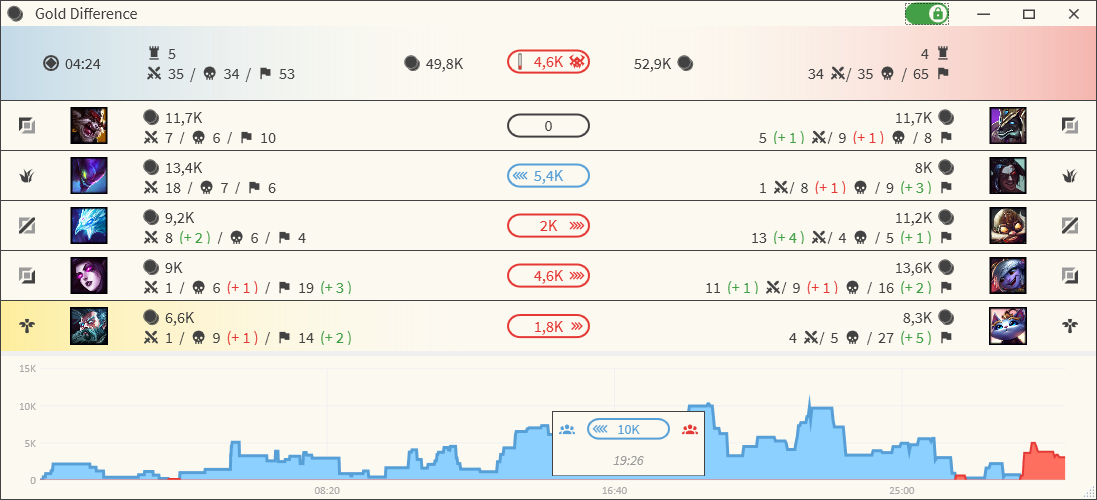 Gold Difference
04:24
5
35 / 34 / 53
49,8K
4,6K
52,9K
4
34 / 35 / 65
11,7K
7 / 6 / 10
0
11,7K
5 (+1) / 9 (+1) / 8
13,4K
18 / 7 / 6
5,4K
8K
1 / 8 (+1) / 9 (+3)
9,2K
8 (+2) / 6 / 4
2K
11,2K
13 (+4) / 4 / 5 (+1)
9K
1 / 6 (+1) / 19 (+3)
4,6K
13,6K
11 (+1) / 9 (+1) / 16 (+2)
6,6K
1 / 9 (+1) / 14 (+2)
1,8K
8,3K
4 / 5 / 27 (+5)
15K
10K
5K
0
10K
19:26
08:20
16:40
25:00